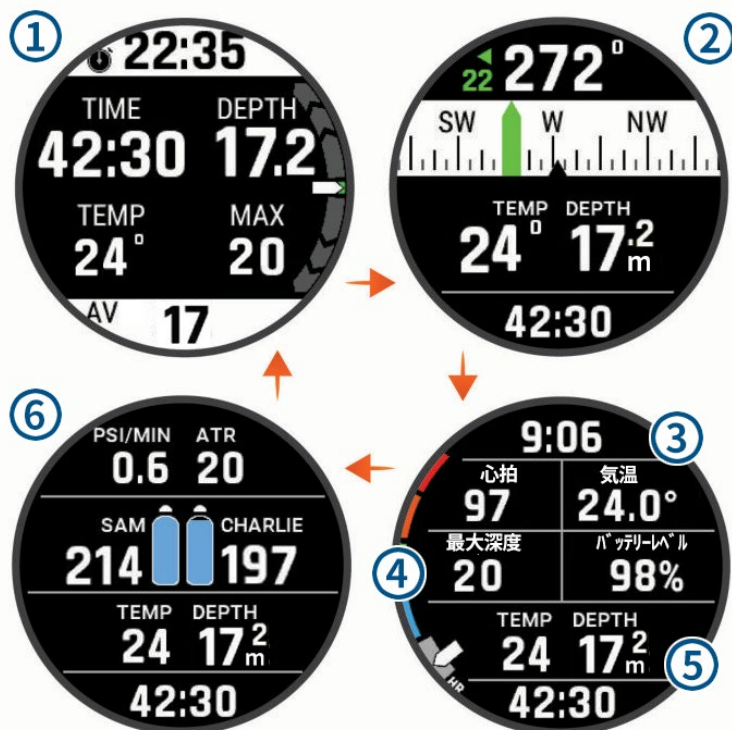 ①
22:35
TIME DEPTH
42:30 17.2
TEMP MAX
24° 20
AV 17
②
22 272°
SW W NW
TEMP DEPTH
24° 17.2 m
42:30
③
9:06
心拍 気温
97 24.0°
最大深度 バッテリーレベル
④
20 98%
TEMP DEPTH
24 17.2 m
⑤
HR
42:30
⑥
PSI/MIN ATR
0.6 20
SAM CHARLIE
214 197
TEMP DEPTH
24 17.2 m
42:30